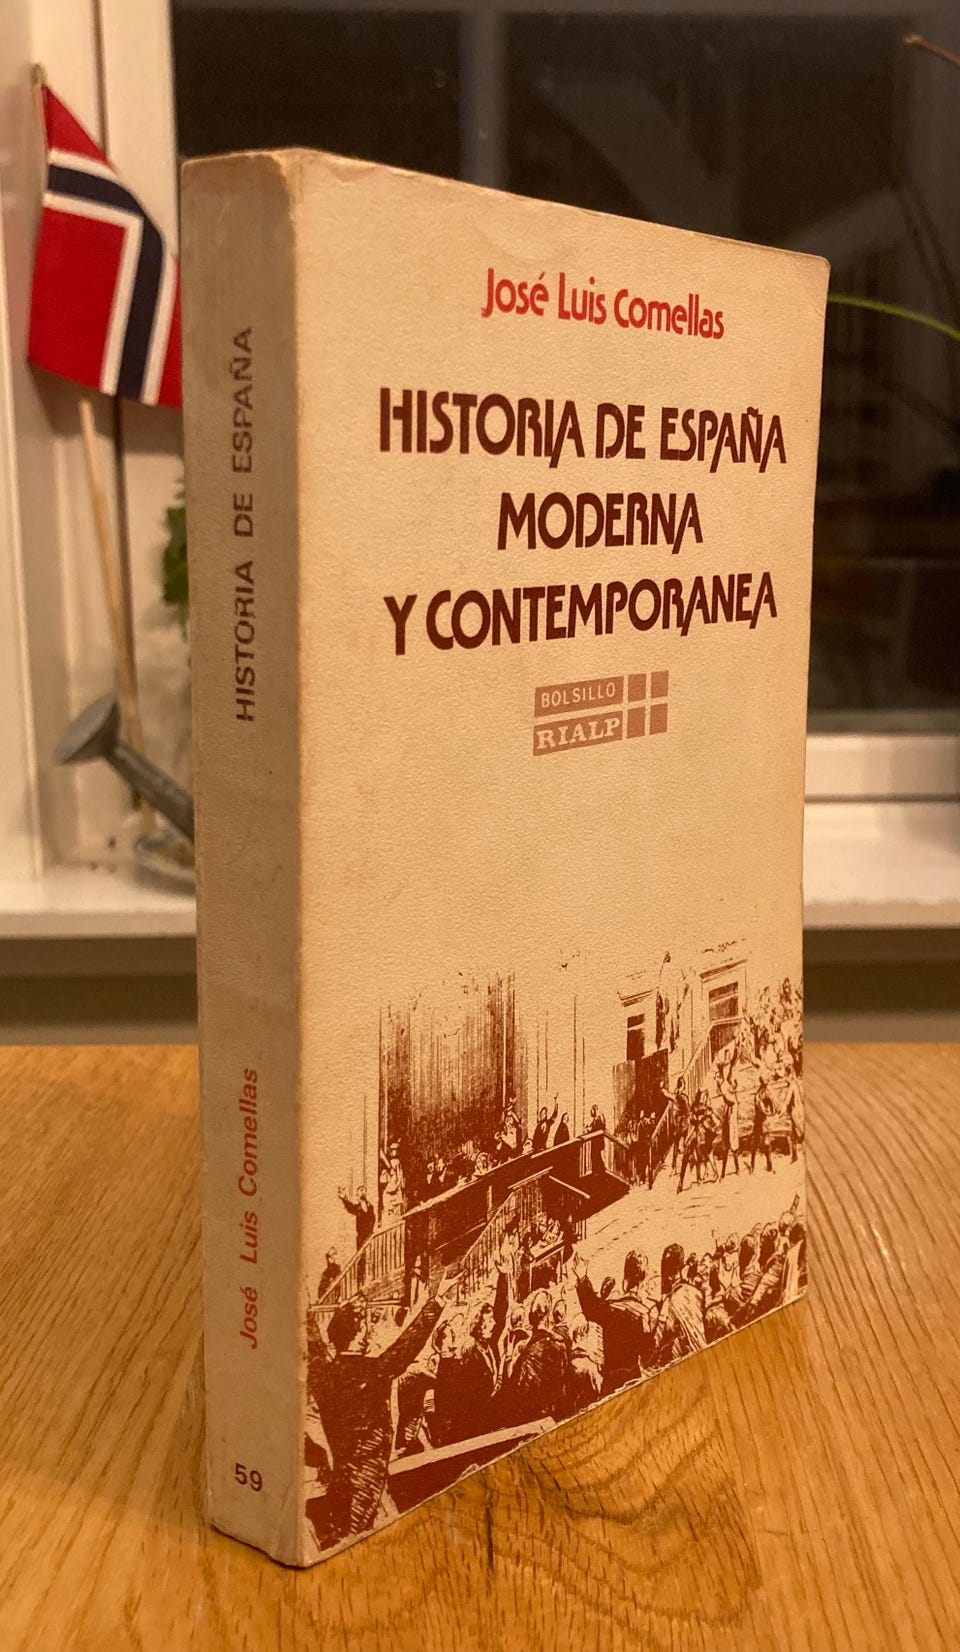 José Luis Comellas
HISTORIA DE ESPAÑA
MODERNA
Y CONTEMPORANEA
BOLSILLO
RIALP
HISTORIA DE ESPAÑA
José Luis Comellas
59